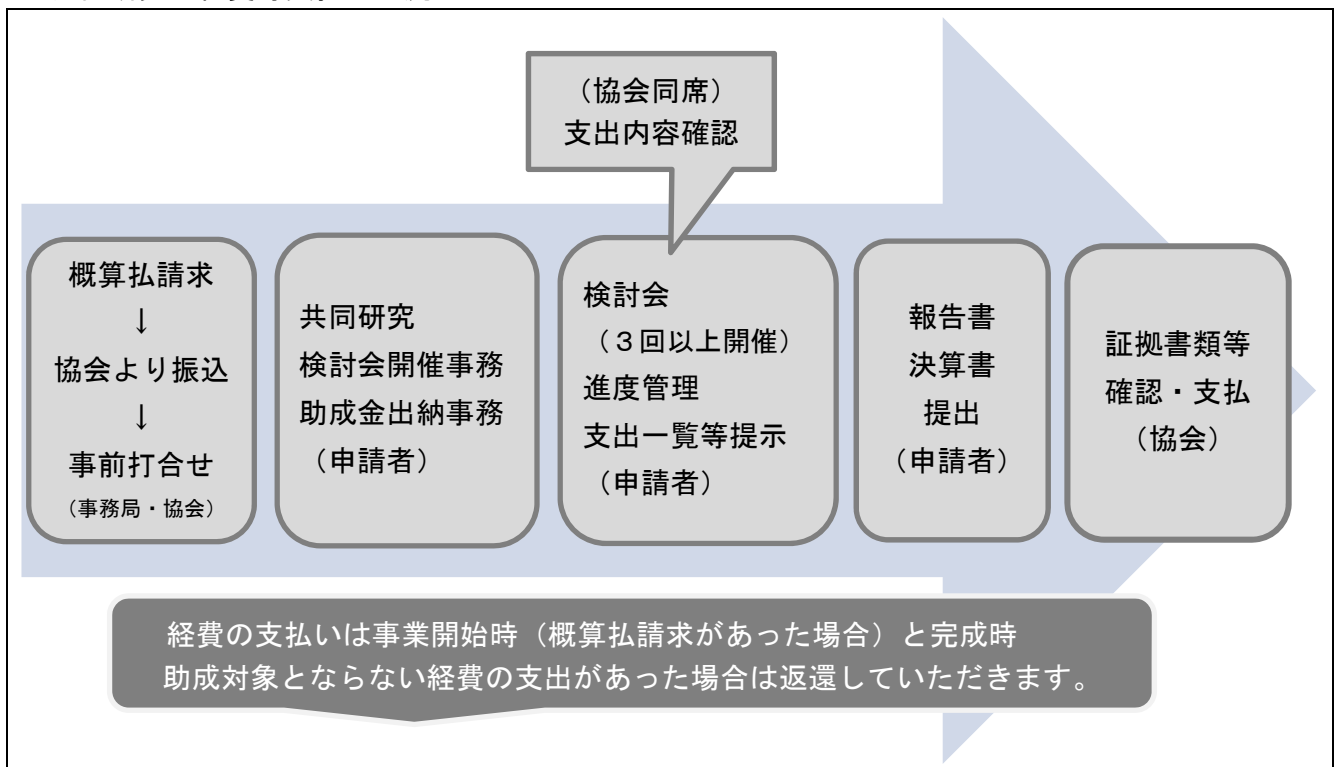 （協会同席）
支出内容確認
概算払請求
↓
協会より振込
↓
事前打合せ
（事務局・協会）
共同研究
検討会開催事務
助成金出納事務
（申請者）
検討会
（３回以上開催）
進度管理
支出一覧等提示
（申請者）
報告書
決算書
提出
（申請者）
証拠書類等
確認・支払
（協会）
経費の支払いは事業開始時（概算払請求があった場合）と完成時
助成対象とならない経費の支出があった場合は返還していただきます。